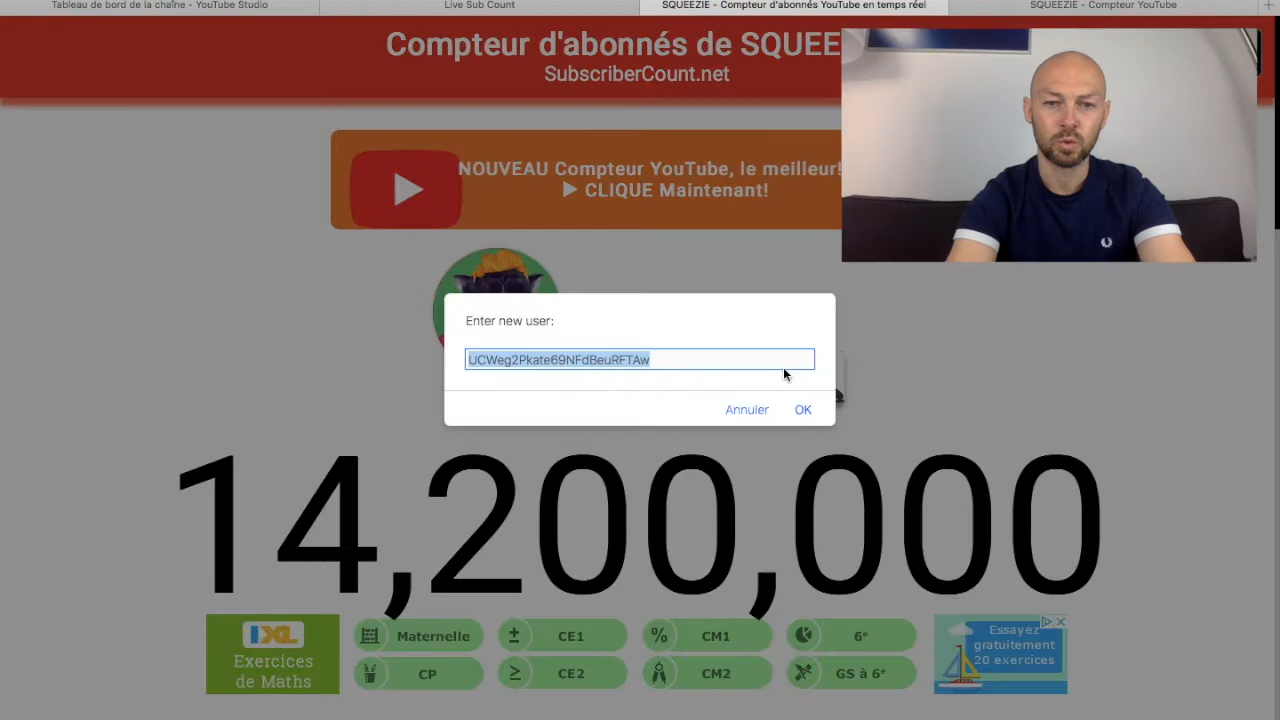 Tableau de bord de la chaîne - YouTube Studio
Live Sub Count
SQUEEZIE - Compteur d'abonnés YouTube en temps réel
SQUEEZIE - Compteur YouTube
Compteur d'abonnés de SQUEE
SubscriberCount.net
NOUVEAU Compteur YouTube, le meilleur!
▶ CLIQUE Maintenant!
Enter new user:
UCWeg2Pkate69NFdBeuRFTAw
Annuler
OK
14,200,000
IXL
Exercices
de Maths
Maternelle
CE1
CM1
6e
CP
CE2
CM2
GS à 6e
Essayez
gratuitement
20 exercices